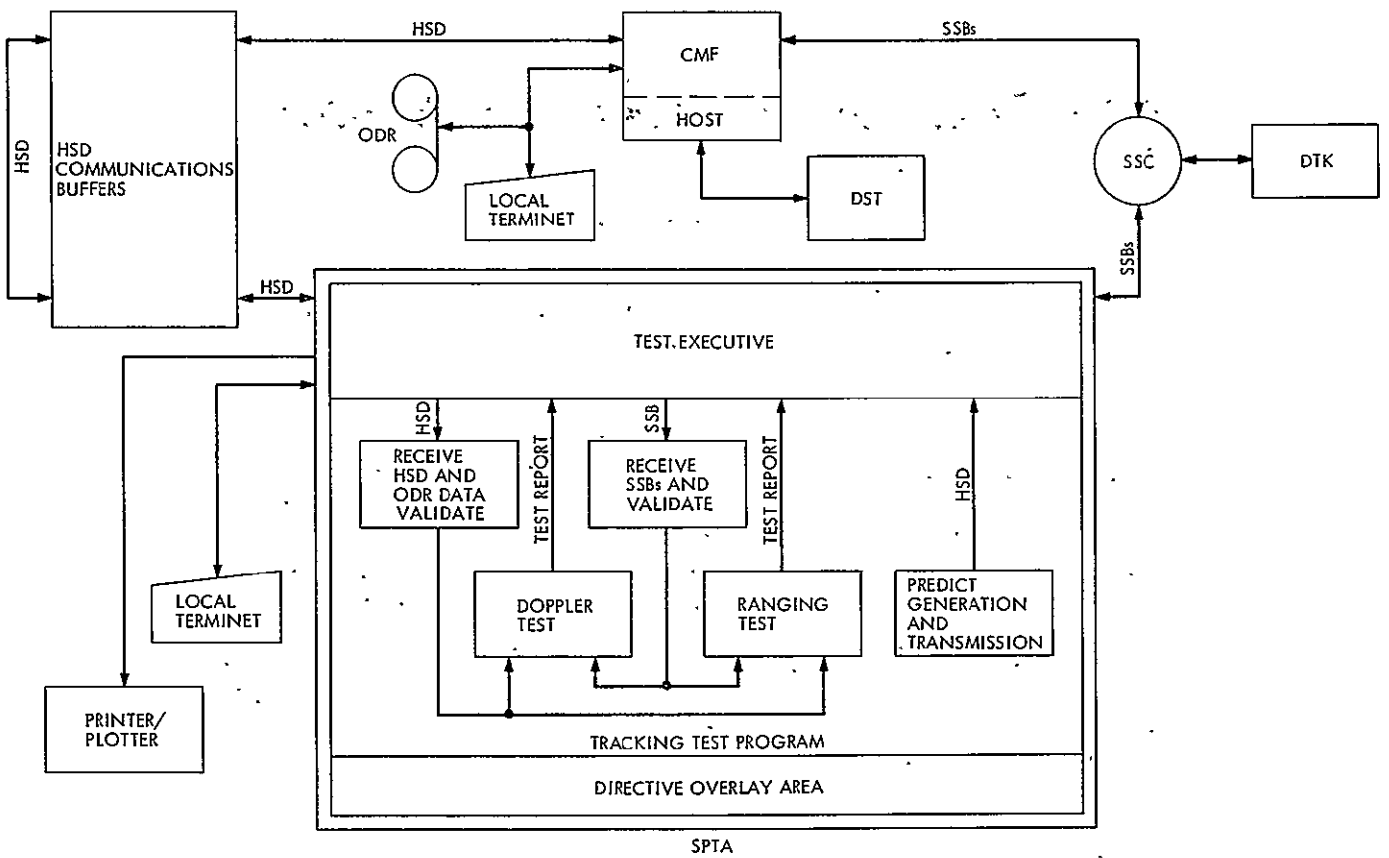 HSD
SSBs
CMF
HOST
ODR
HSD
HSD
COMMUNICATIONS
BUFFERS
LOCAL
TERMINET
DST
SSC
DTK
SSBs
HSD
TEST EXECUTIVE
HSD
TEST REPORT
SSB
TEST REPORT
HSD
RECEIVE
HSD AND
ODR DATA
VALIDATE
RECEIVE
SSBs AND
VALIDATE
LOCAL
TERMINET
DOPPLER
TEST
RANGING
TEST
PREDICT
GENERATION
AND
TRANSMISSION
PRINTER/
PLOTTER
TRACKING TEST PROGRAM
DIRECTIVE OVERLAY AREA
SPTA